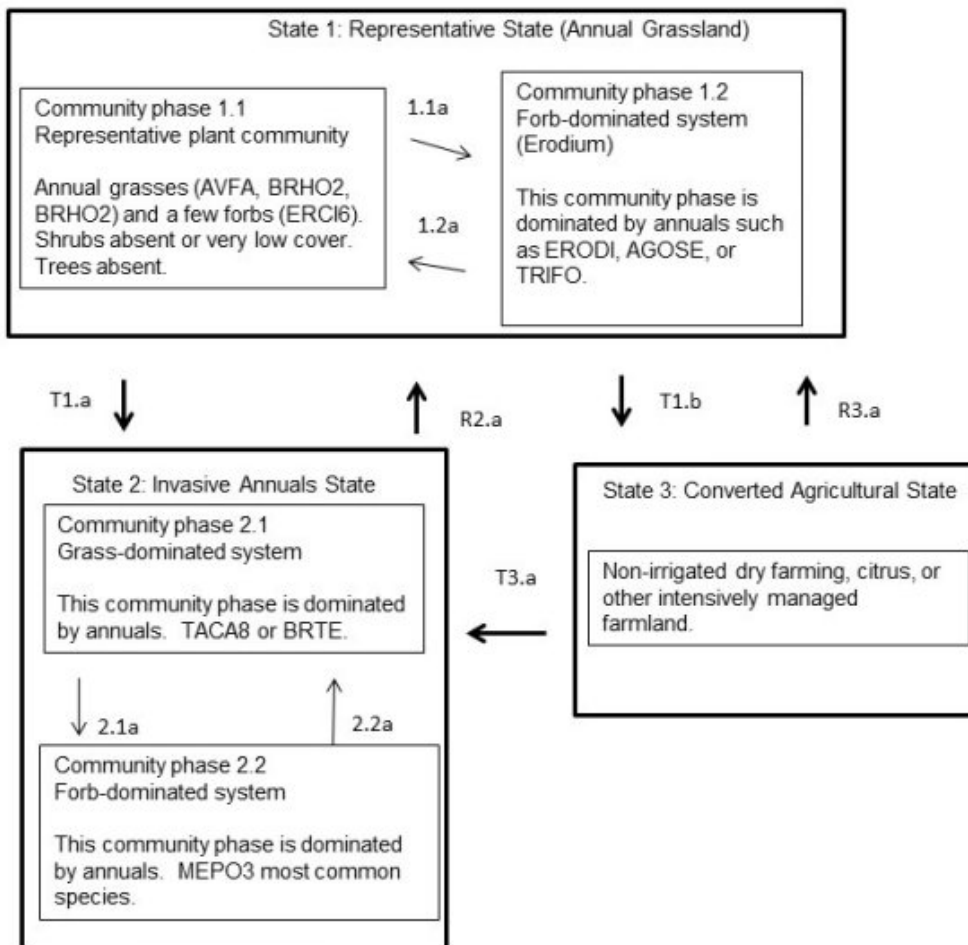 State 1: Representative State (Annual Grassland)
Community phase 1.1
Representative plant community
Annual grasses (AVFA, BRHO2,
BRHO2) and a few forbs (ERCI6).
Shrubs absent or very low cover.
Trees absent.
1.1a
1.2a
Community phase 1.2
Forb-dominated system
(Erodium)
This community phase is
dominated by annuals such
as ERODI, AGOSE, or
TRIFO.
T1.a
R2.a
T1.b
R3.a
State 2: Invasive Annuals State
Community phase 2.1
Grass-dominated system
This community phase is dominated
by annuals. TACA8 or BRTE.
2.1a
2.2a
Community phase 2.2
Forb-dominated system
This community phase is dominated
by annuals. MEPO3 most common
species.
T3.a
State 3: Converted Agricultural State
Non-irrigated dry farming, citrus, or
other intensively managed
farmland.